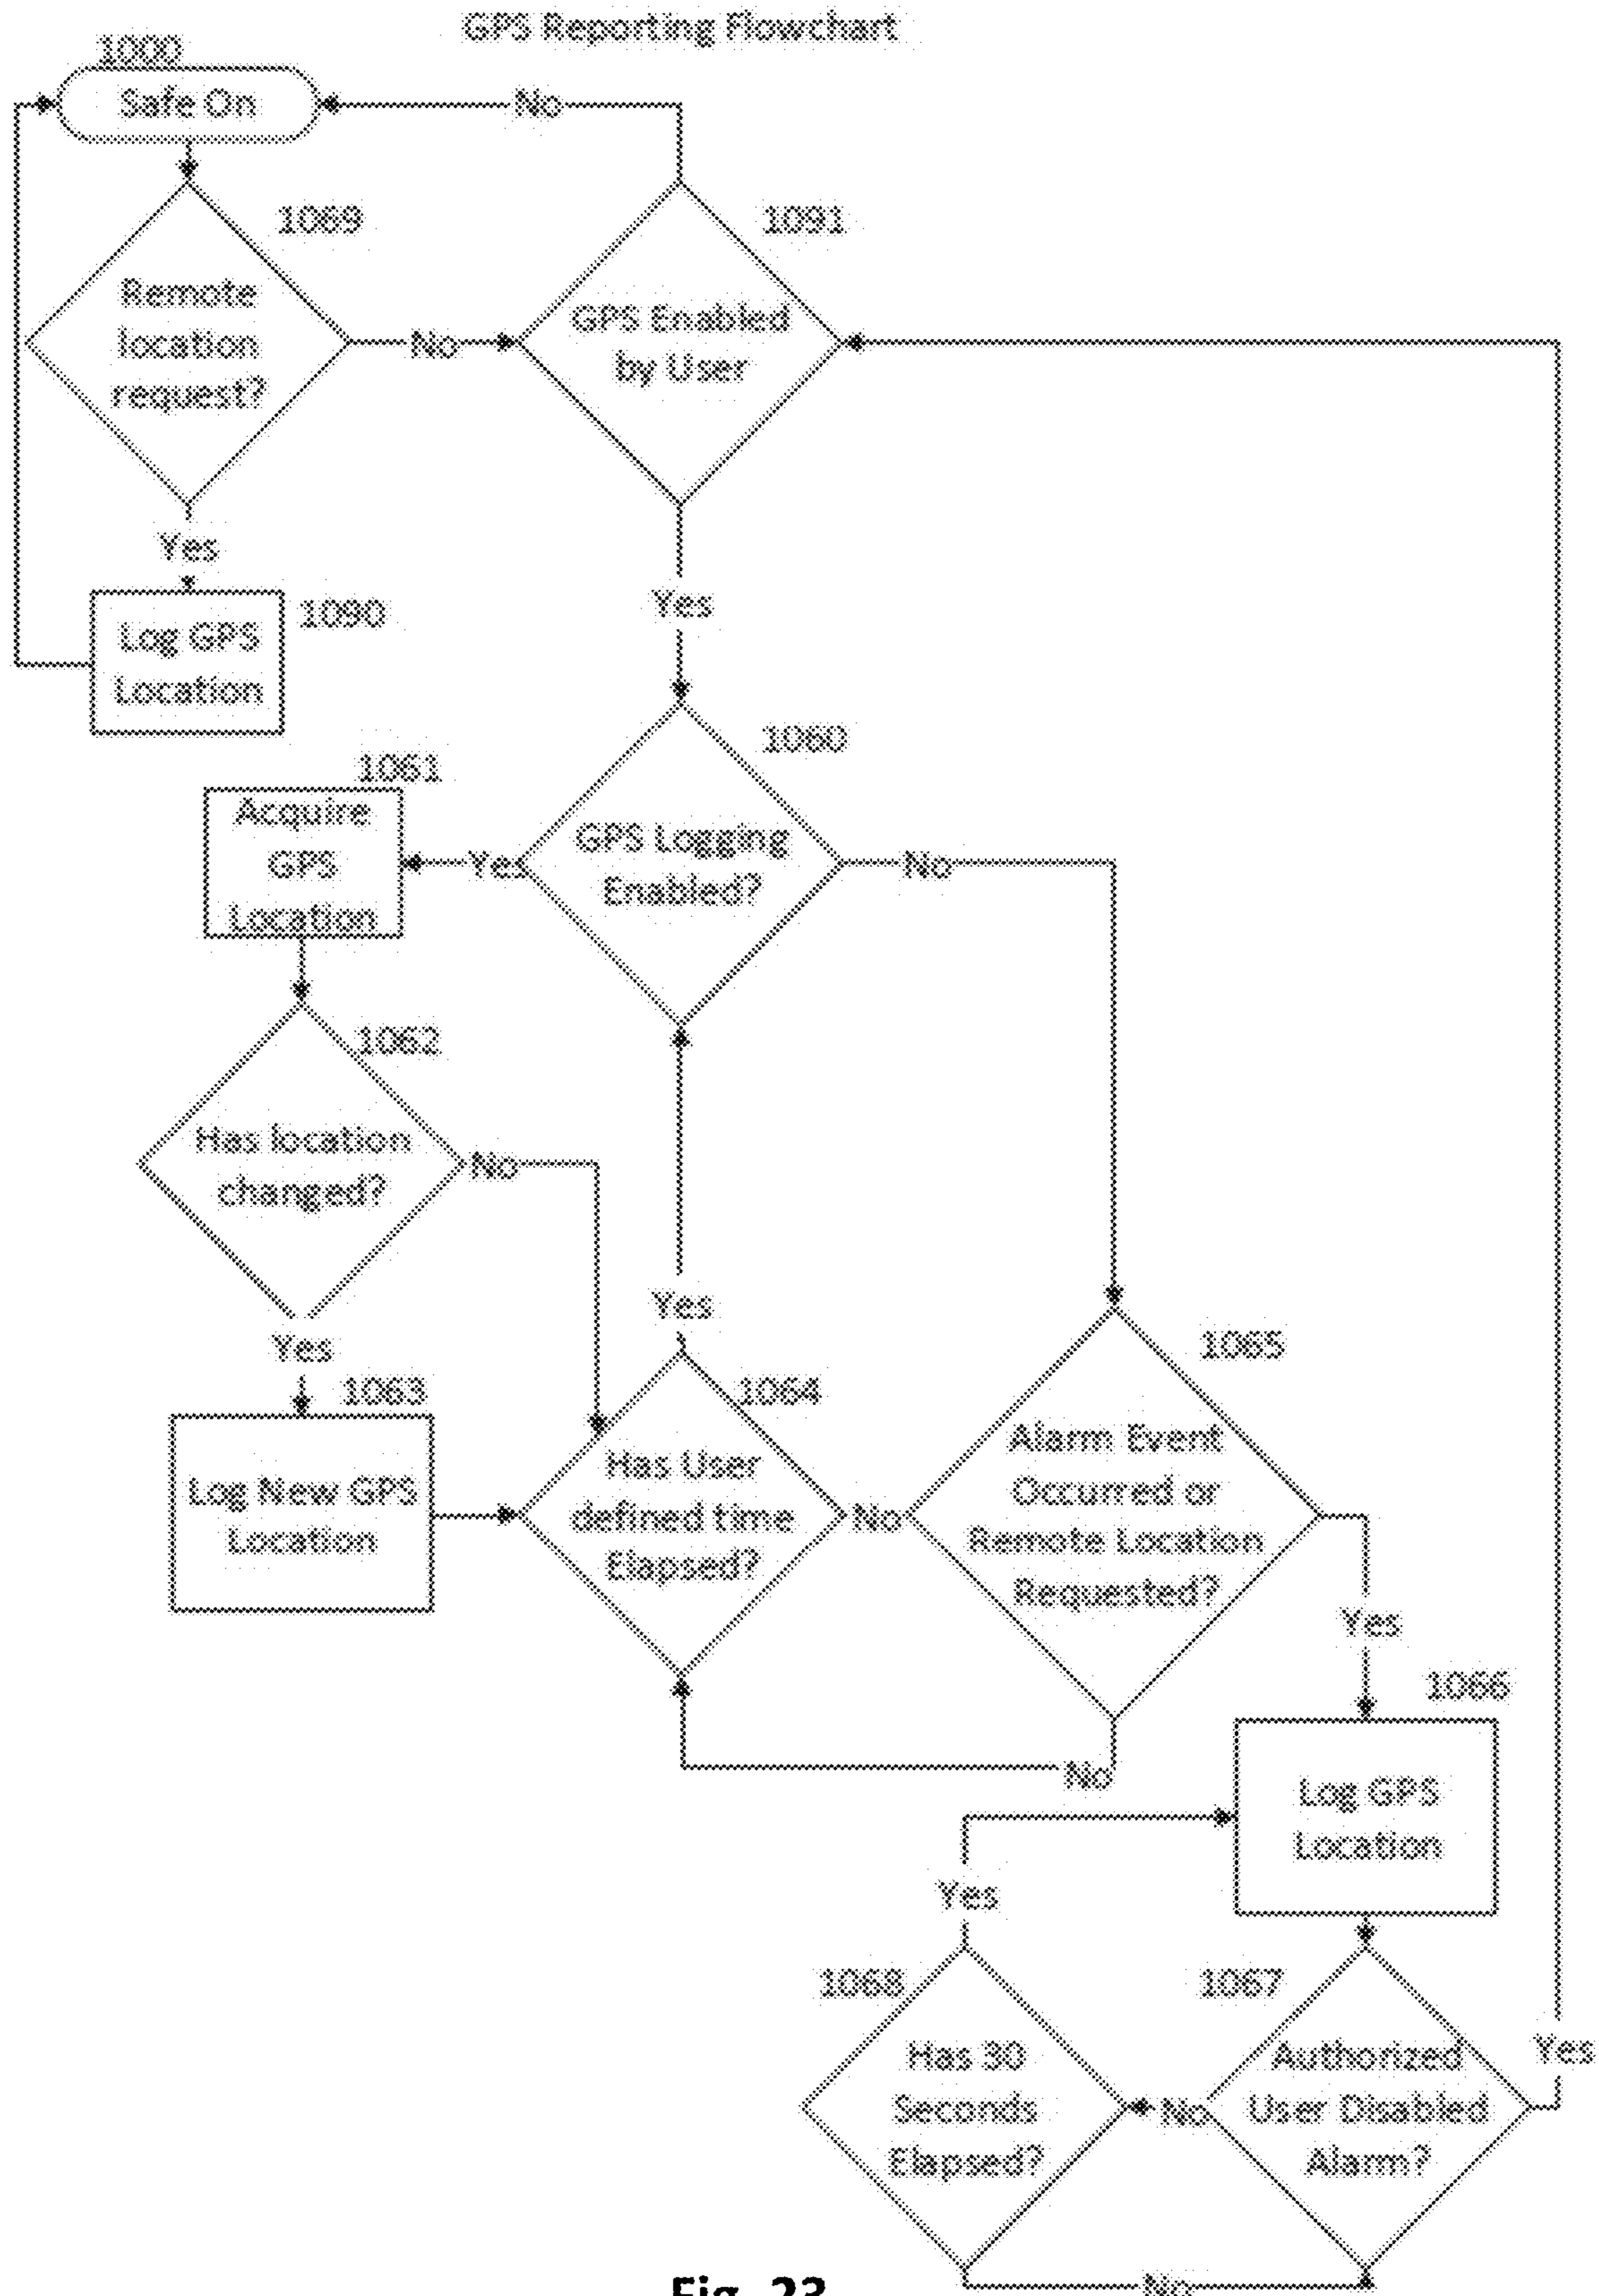 GPS Reporting Flowchart
1000
Safe On
No
1069
Remote
location
request?
No
1091
GPS Enabled
by User
Yes
1090
Log GPS
Location
Yes
1060
GPS Logging
Enabled?
Yes
No
1061
Acquire
GPS
Location
1062
Has location
changed?
No
Yes
1063
Log New GPS
Location
Yes
1064
Has User
defined time
Elapsed?
No
1065
Alarm Event
Occurred or
Remote Location
Requested?
Yes
No
1066
Log GPS
Location
Yes
1068
Has 30
Seconds
Elapsed?
No
1067
Authorized
User Disabled
Alarm?
Yes
No
Fig. 23